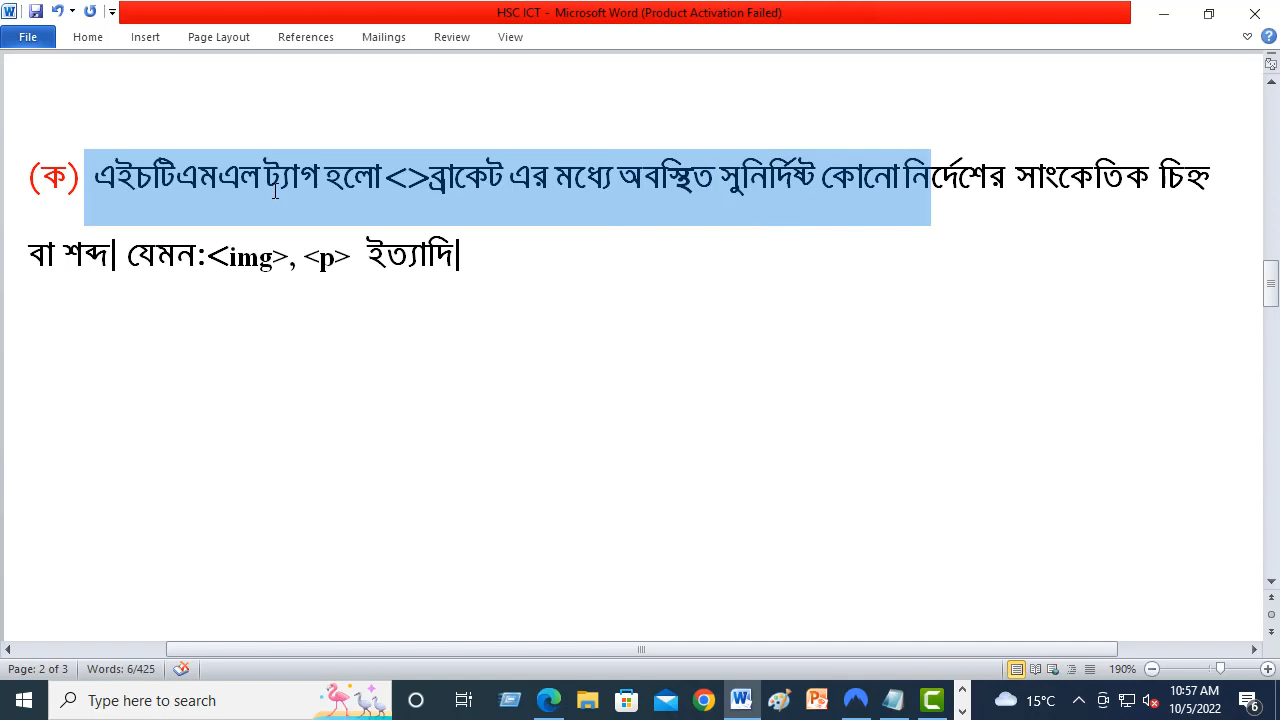 HSC ICT - Microsoft Word (Product Activation Failed)
File Home Insert Page Layout References Mailings Review View
(ক) এইচটিএমএল ট্যাগ হলো <>ব্রাকেট এর মধ্যে অবস্থিত সুনির্দিষ্ট কোনো নির্দেশের সাংকেতিক চিহ্ন
বা শব্দ| যেমন:<img>, <p> ইত্যাদি|
Page: 2 of 3 Words: 6/425 190%
Type here to search 15°C 10:57 AM
10/5/2022 6